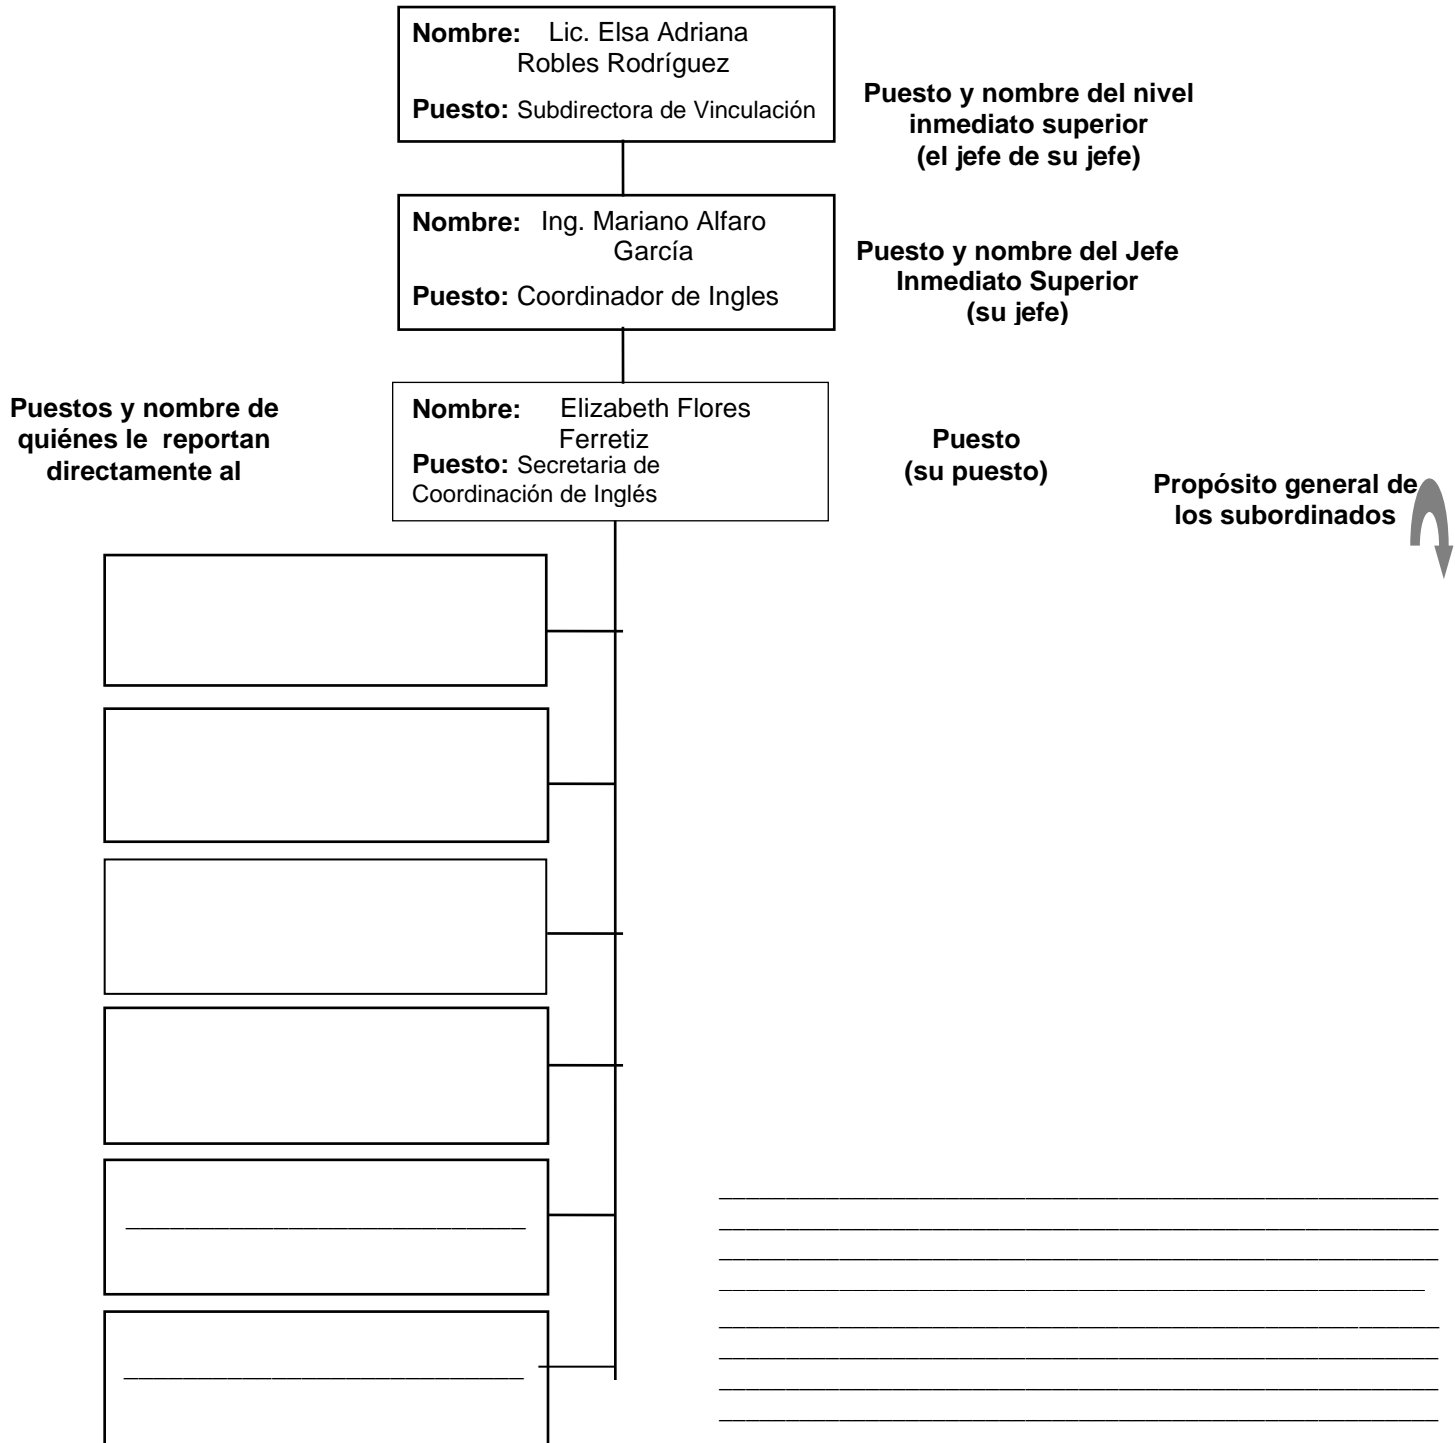 Nombre: Lic. Elsa Adriana
Robles Rodríguez
Puesto: Subdirectora de Vinculación
Puesto y nombre del nivel
inmediato superior
(el jefe de su jefe)
Nombre: Ing. Mariano Alfaro
García
Puesto: Coordinador de Ingles
Puesto y nombre del Jefe
Inmediato Superior
(su jefe)
Puestos y nombre de
quiénes le reportan
directamente al
Nombre: Elizabeth Flores
Ferretiz
Puesto: Secretaria de
Coordinación de Inglés
Puesto
(su puesto)
Propósito general de
los subordinados